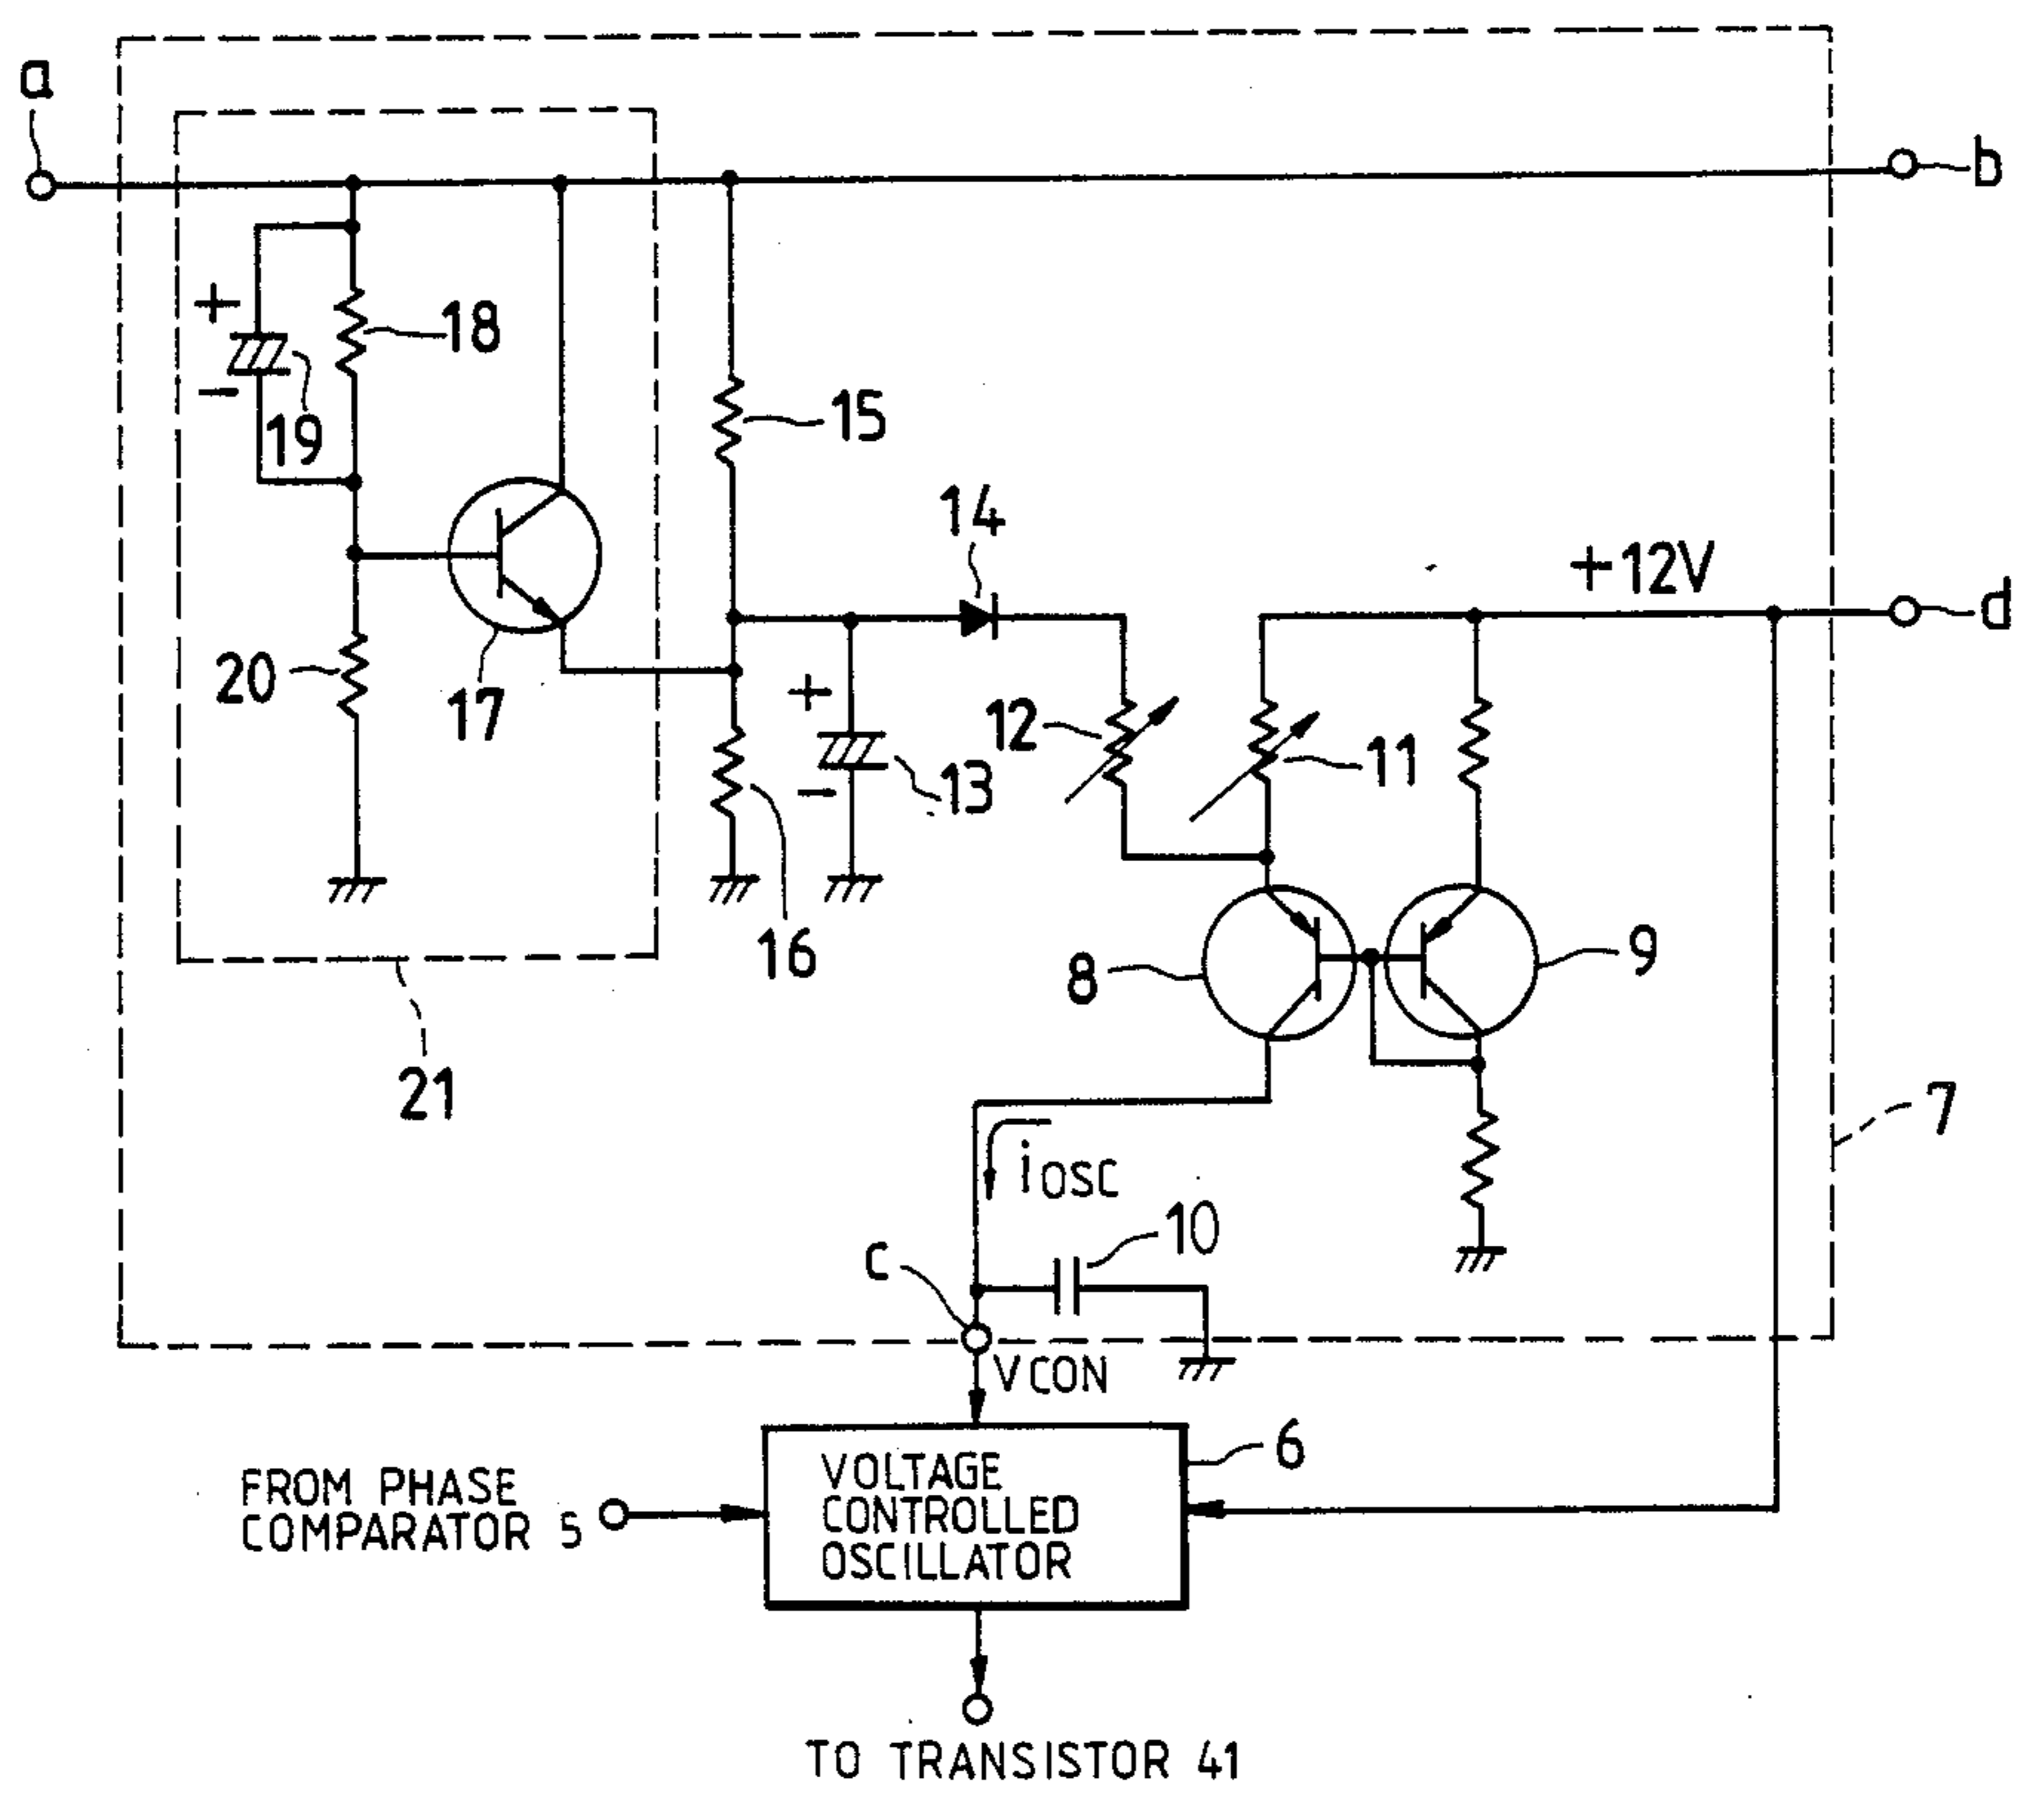 a
b
+
18
-
19
15
14
+12V
d
20
17
+
12
11
-
13
16
8
9
21
7
iOSC
10
c
VCON
6
VOLTAGE
CONTROLLED
OSCILLATOR
FROM PHASE
COMPARATOR 5
TO TRANSISTOR 41